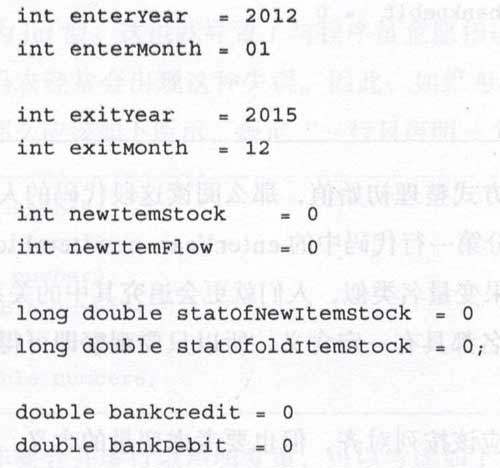 int enterYear = 2012
int enterMonth = 01
int exitYear = 2015
int exitMonth = 12
int newItemStock = 0
int newItemFlow = 0
long double statOfNewItemStock = 0
long double statOfOldItemStock = 0;
double bankCredit = 0
double bankDebit = 0